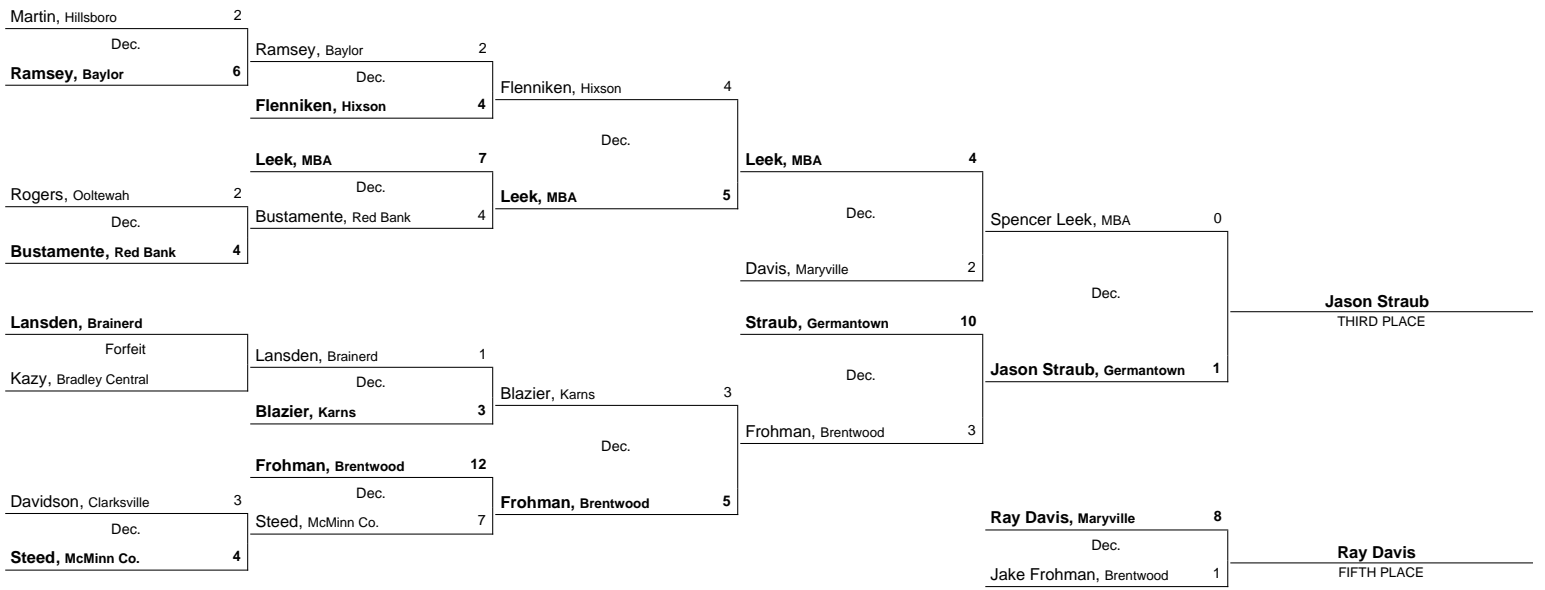 Martin, Hillsboro 2
Dec.
Ramsey, Baylor 6
Rogers, Ooltewah 2
Dec.
Bustamente, Red Bank 4
Lansden, Brainerd
Forfeit
Kazy, Bradley Central
Davidson, Clarksville 3
Dec.
Steed, McMinn Co. 4
Ramsey, Baylor 2
Dec.
Flenniken, Hixson 4
Leek, MBA 7
Dec.
Bustamente, Red Bank 4
Lansden, Brainerd 1
Dec.
Blazier, Karns 3
Frohman, Brentwood 12
Dec.
Steed, McMinn Co. 7
Flenniken, Hixson 4
Dec.
Leek, MBA 5
Blazier, Karns 3
Dec.
Frohman, Brentwood 5
Leek, MBA 4
Dec.
Davis, Maryville 2
Straub, Germantown 10
Dec.
Frohman, Brentwood 3
Spencer Leek, MBA 0
Dec.
Jason Straub, Germantown 1
Jason Straub
THIRD PLACE
Ray Davis, Maryville 8
Dec.
Jake Frohman, Brentwood 1
Ray Davis
FIFTH PLACE